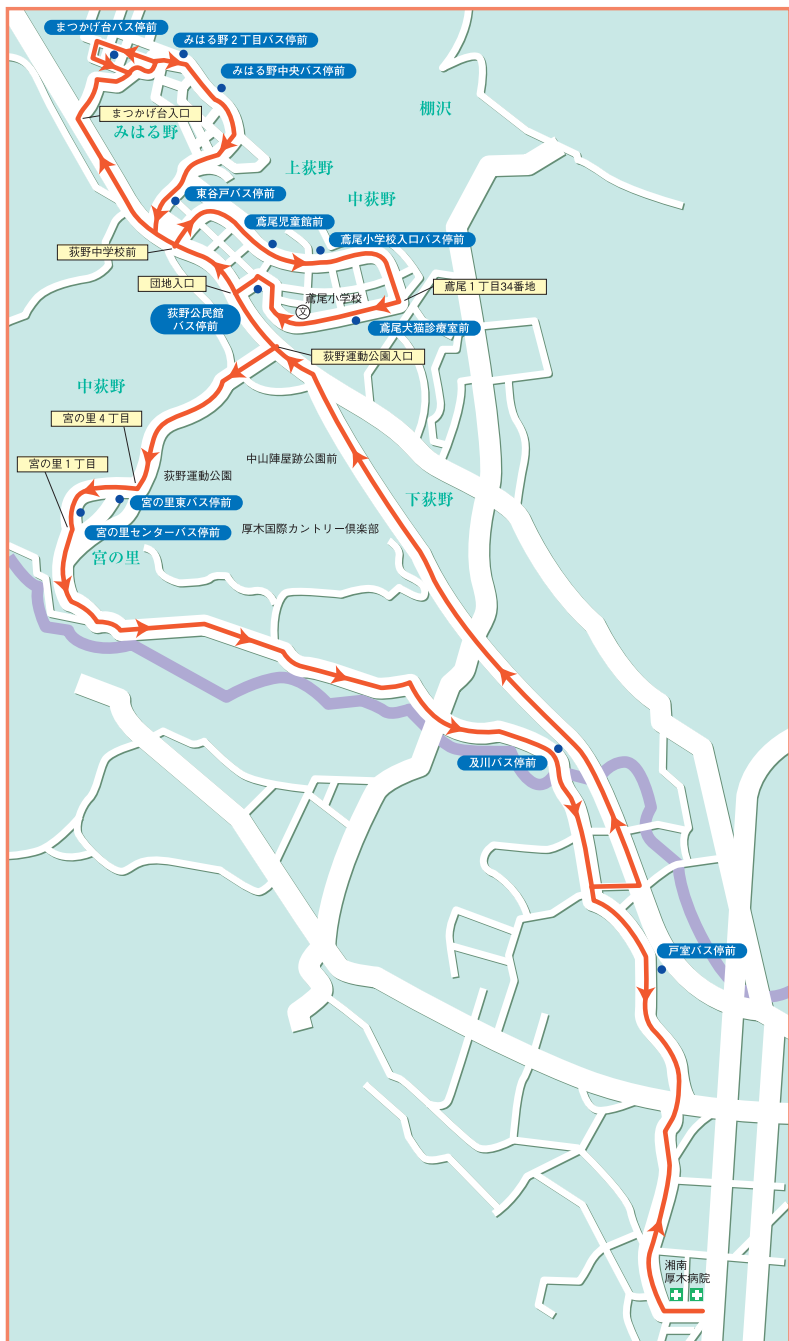 まつかげ台バス停前
みはる野2丁目バス停前
みはる野中央バス停前
棚沢
まつかげ台入口
みはる野
上荻野
東谷戸バス停前
中荻野
鳶尾児童館前
鳶尾小学校入口バス停前
荻野中学校前
団地入口
鳶尾1丁目34番地
鳶尾小学校
文
荻野公民館
バス停前
鳶尾犬猫診療室前
荻野運動公園入口
中荻野
宮の里4丁目
中山陣屋跡公園前
宮の里1丁目
荻野運動公園
下荻野
宮の里東バス停前
宮の里センターバス停前
厚木国際カントリー倶楽部
宮の里
及川バス停前
戸室バス停前
湘南
厚木病院